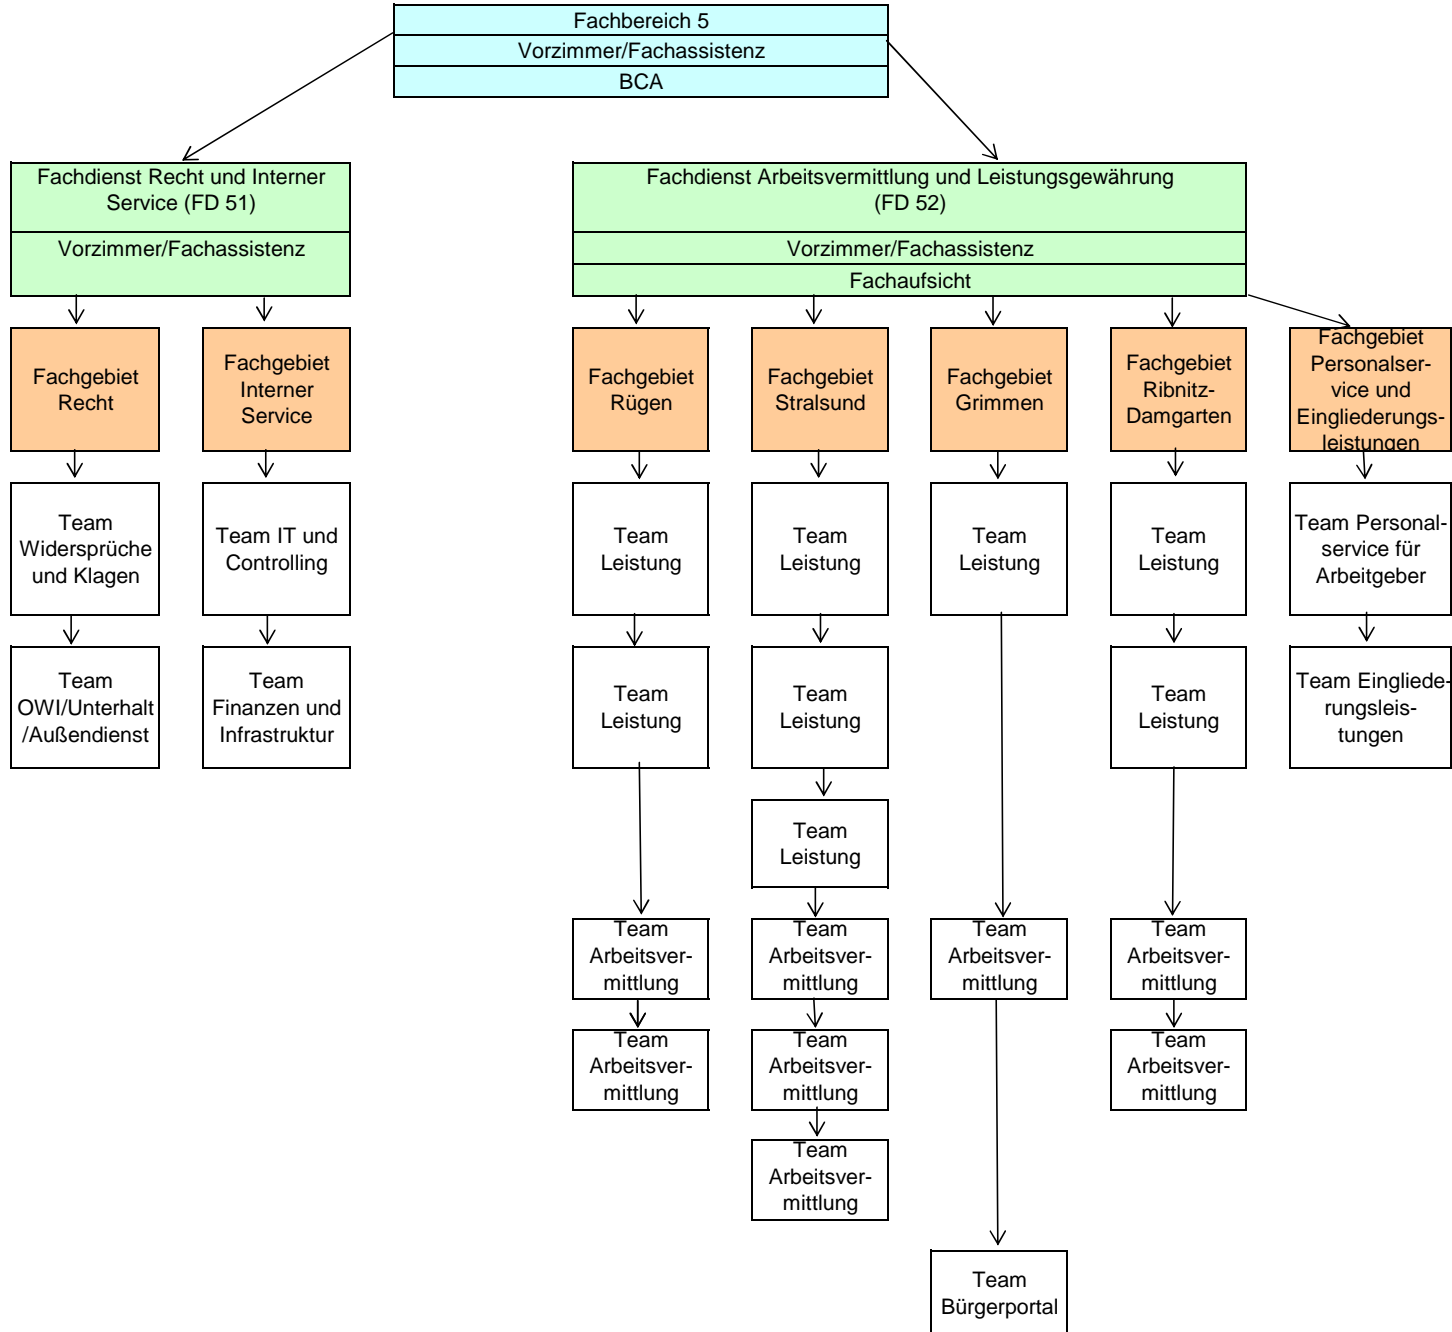 Fachbereich 5
Vorzimmer/Fachassistenz
BCA
Fachdienst Recht und Interner
Service (FD 51)
Vorzimmer/Fachassistenz
Fachdienst Arbeitsvermittlung und Leistungsgewährung
(FD 52)
Vorzimmer/Fachassistenz
Fachaufsicht
Fachgebiet
Recht
Fachgebiet
Interner
Service
Fachgebiet
Rügen
Fachgebiet
Stralsund
Fachgebiet
Grimmen
Fachgebiet
Ribnitz-
Damgarten
Fachgebiet
Personalser-
vice und
Eingliederungs-
leistungen
Team
Widersprüche
und Klagen
Team IT und
Controlling
Team
Leistung
Team
Leistung
Team
Leistung
Team
Leistung
Team Personal-
service für
Arbeitgeber
Team
OWI/Unterhalt
/Außendienst
Team
Finanzen und
Infrastruktur
Team
Leistung
Team
Leistung
Team
Leistung
Team Eingliede-
rungsleis-
tungen
Team
Leistung
Team
Arbeitsver-
mittlung
Team
Arbeitsver-
mittlung
Team
Arbeitsver-
mittlung
Team
Arbeitsver-
mittlung
Team
Arbeitsver-
mittlung
Team
Arbeitsver-
mittlung
Team
Arbeitsver-
mittlung
Team
Arbeitsver-
mittlung
Team
Bürgerportal